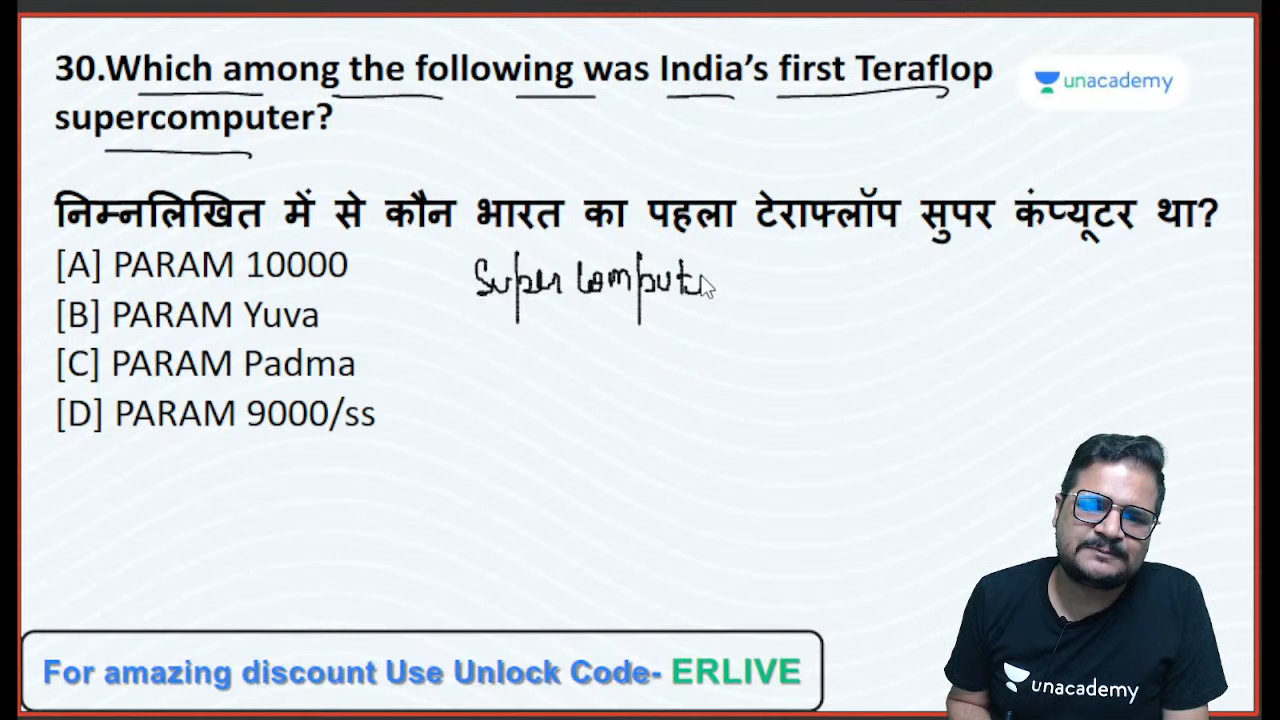 30.Which among the following was India's first Teraflop
supercomputer?
unacademy
निम्नलिखित में से कौन भारत का पहला टेराफ्लॉप सुपर कंप्यूटर था?
[A] PARAM 10000
[B] PARAM Yuva
[C] PARAM Padma
[D] PARAM 9000/ss
Super Compute
For amazing discount Use Unlock Code- ERLIVE
unacademy